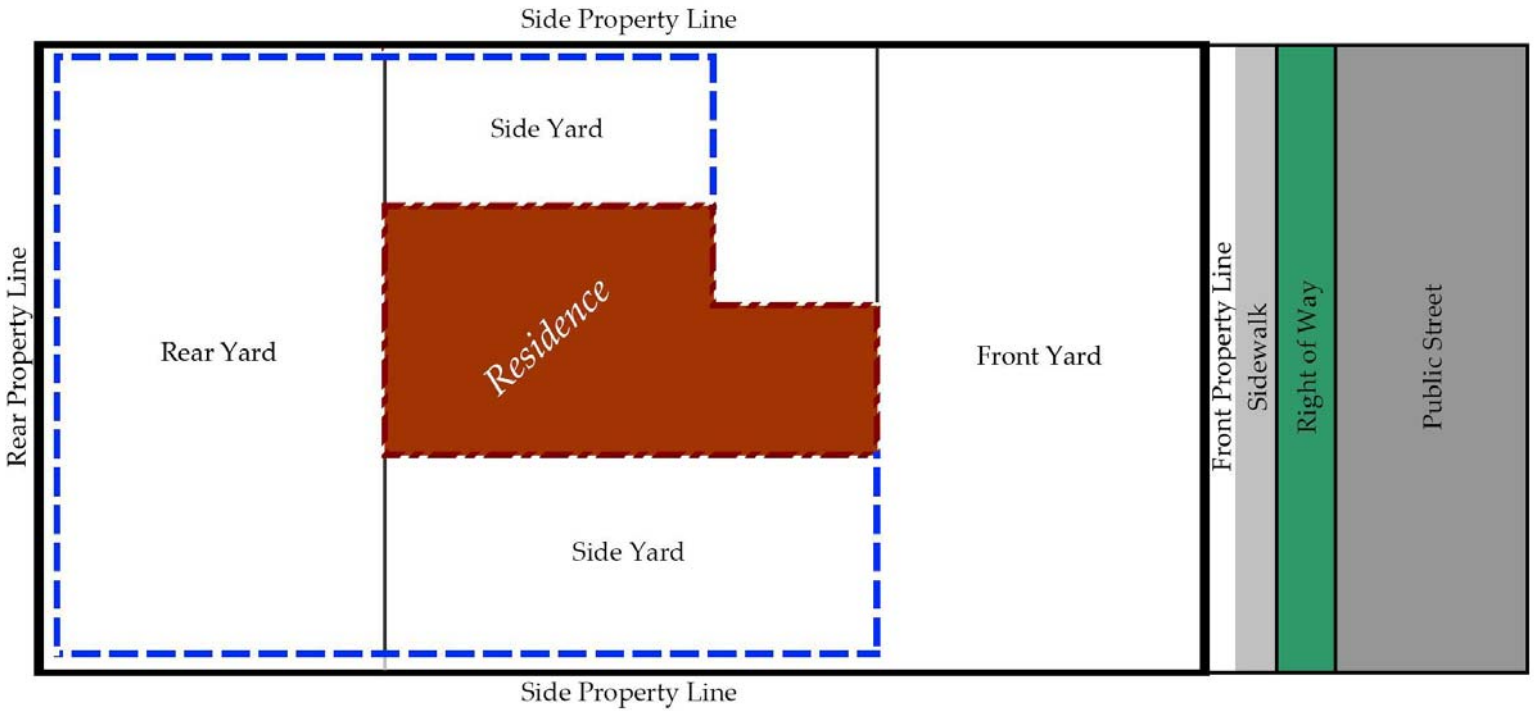 Side Property Line
Side Yard
Rear Property Line
Rear Yard
Residence
Front Yard
Front Property Line
Sidewalk
Right of Way
Public Street
Side Yard
Side Property Line